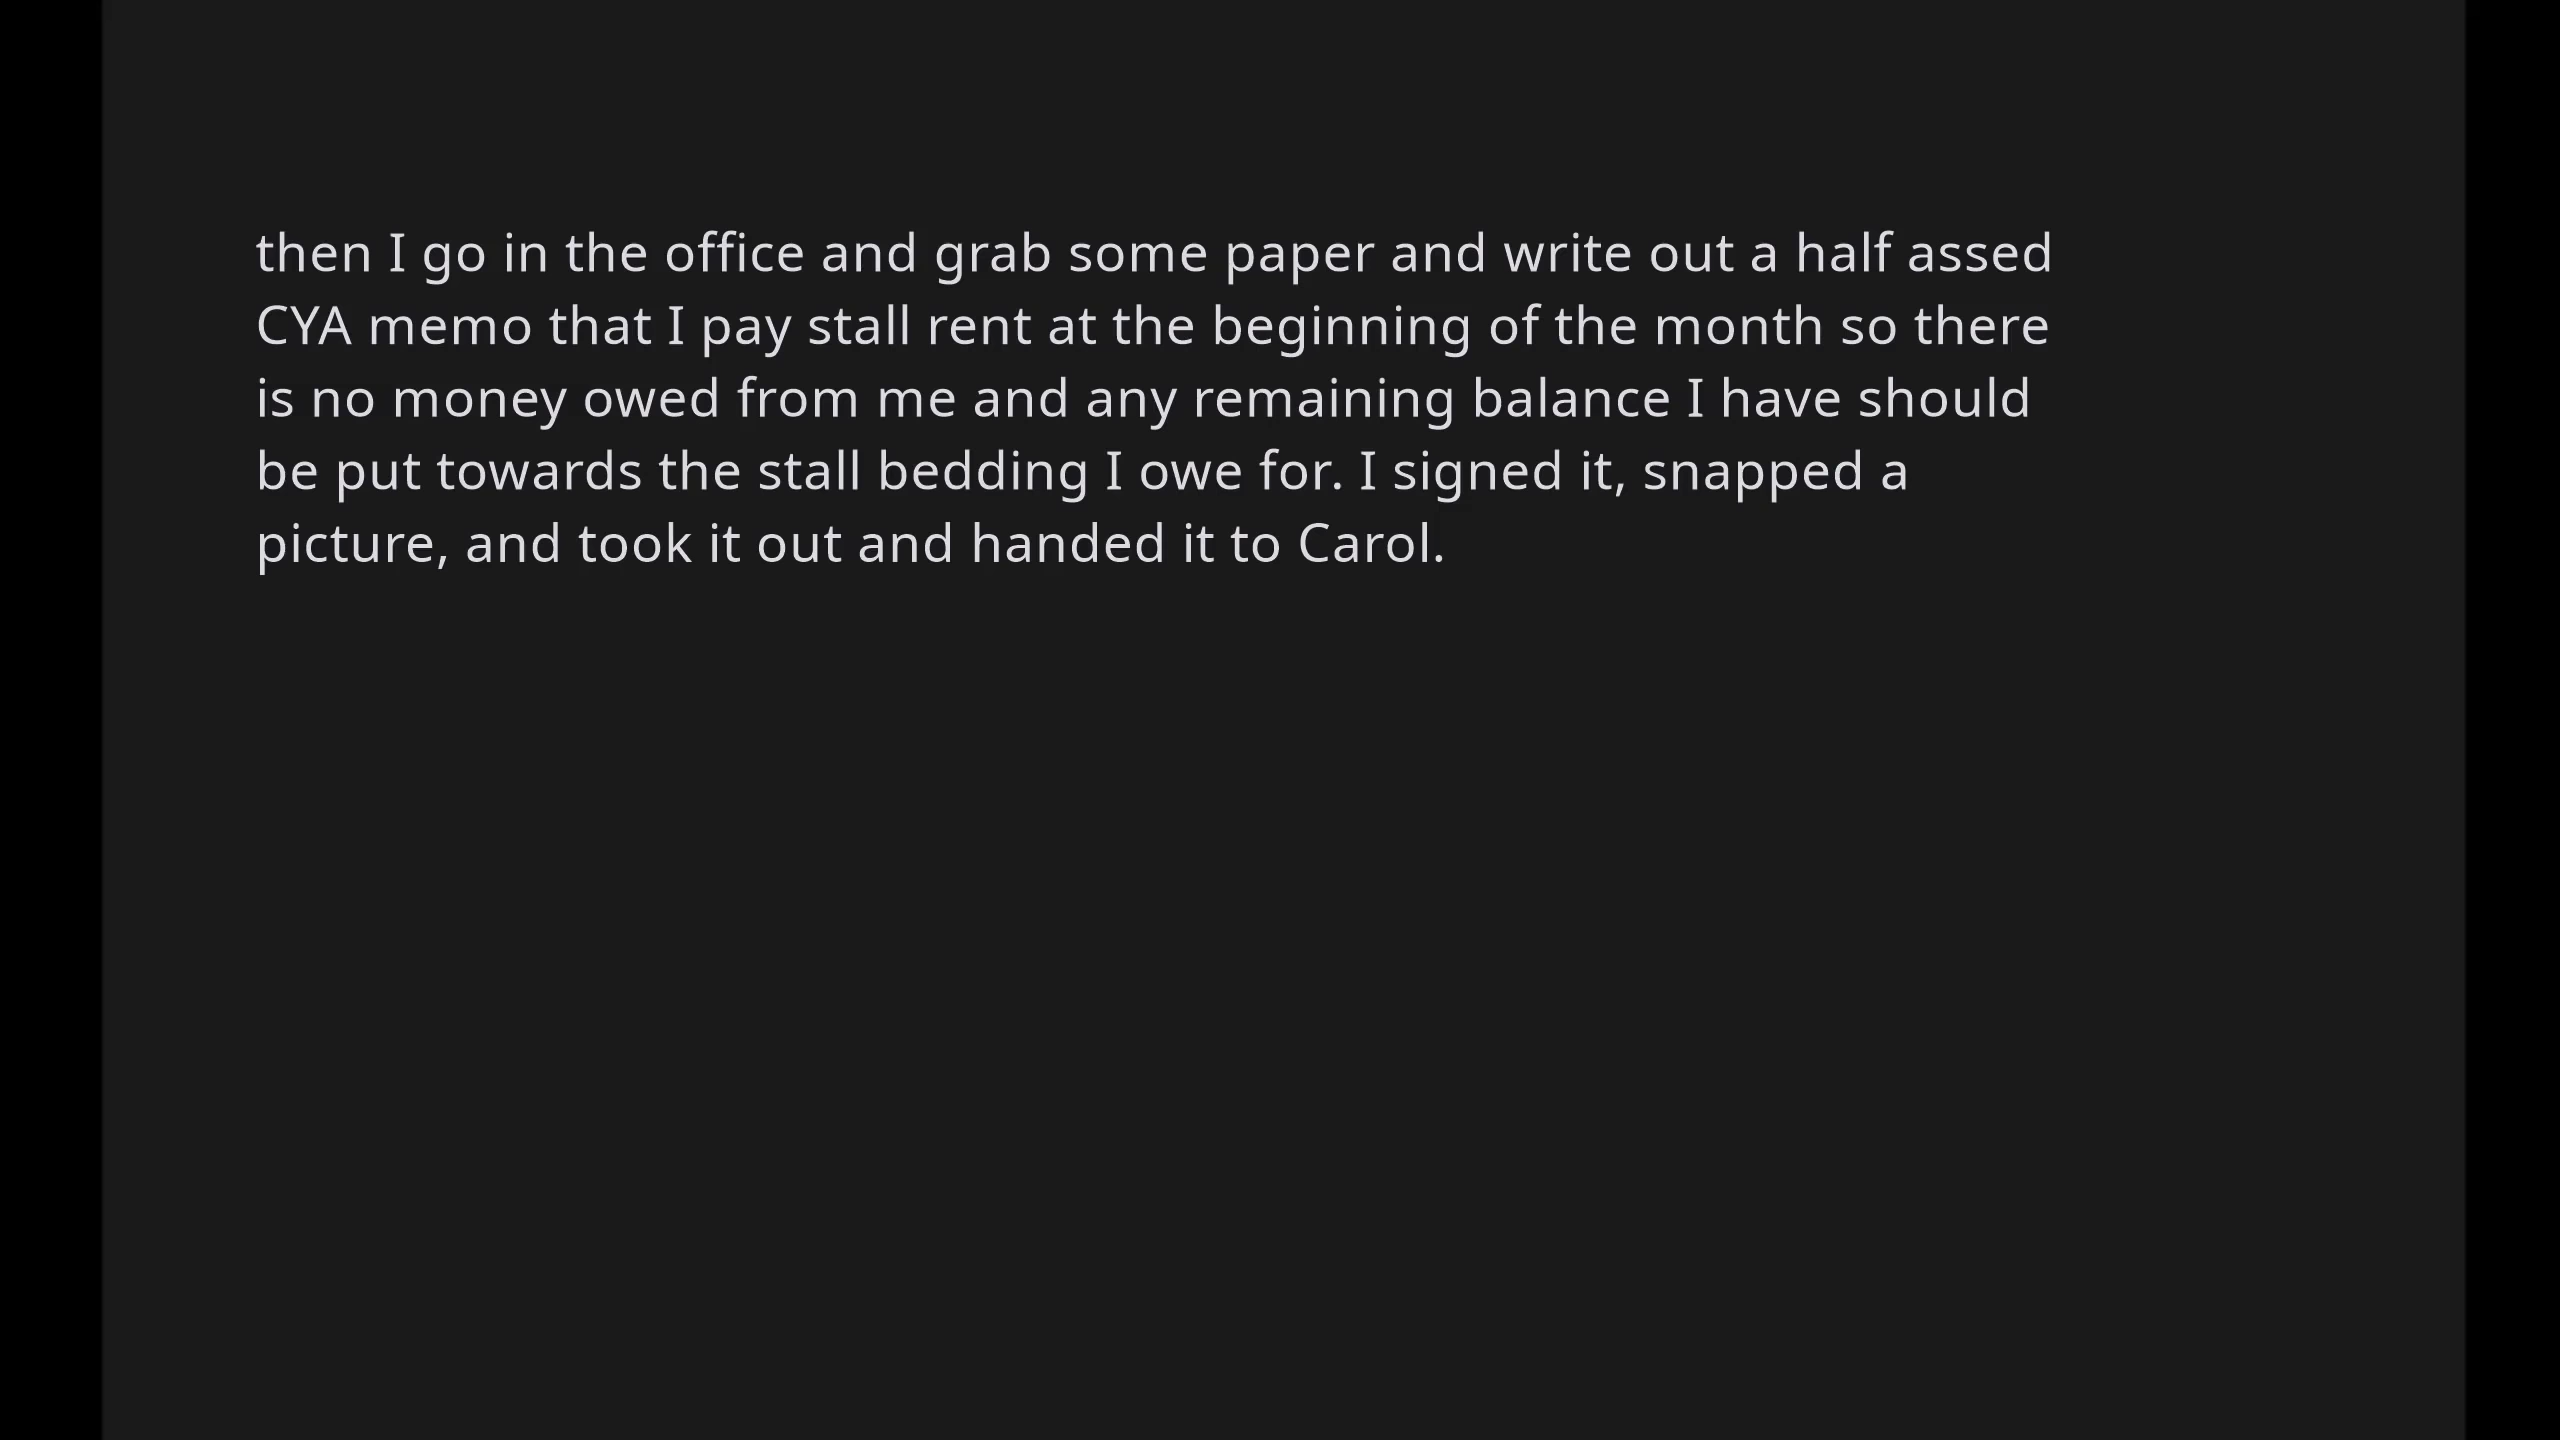 then I go in the office and grab some paper and write out a half assed
CYA memo that I pay stall rent at the beginning of the month so there
is no money owed from me and any remaining balance I have should
be put towards the stall bedding I owe for. I signed it, snapped a
picture, and took it out and handed it to Carol.